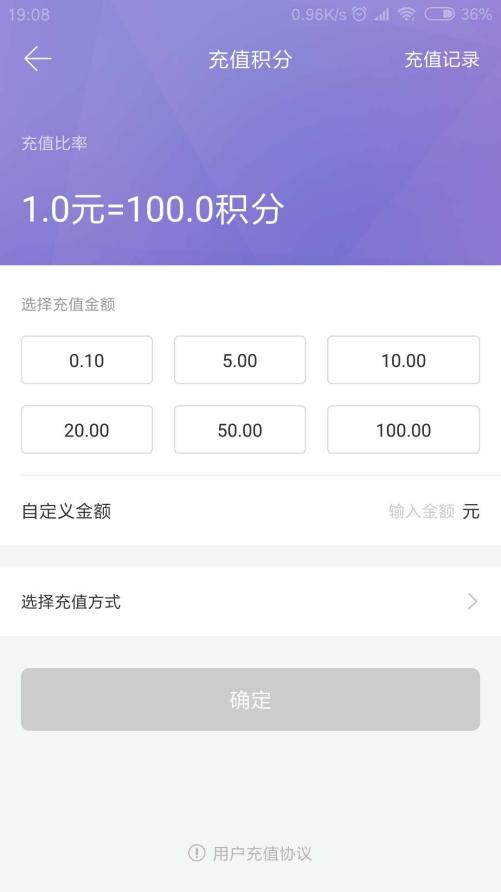 19:08 0.96K/s 36%
充值积分 充值记录
充值比率
1.0元=100.0积分
选择充值金额
0.10 5.00 10.00
20.00 50.00 100.00
自定义金额 输入金额 元
选择充值方式
确定
用户充值协议